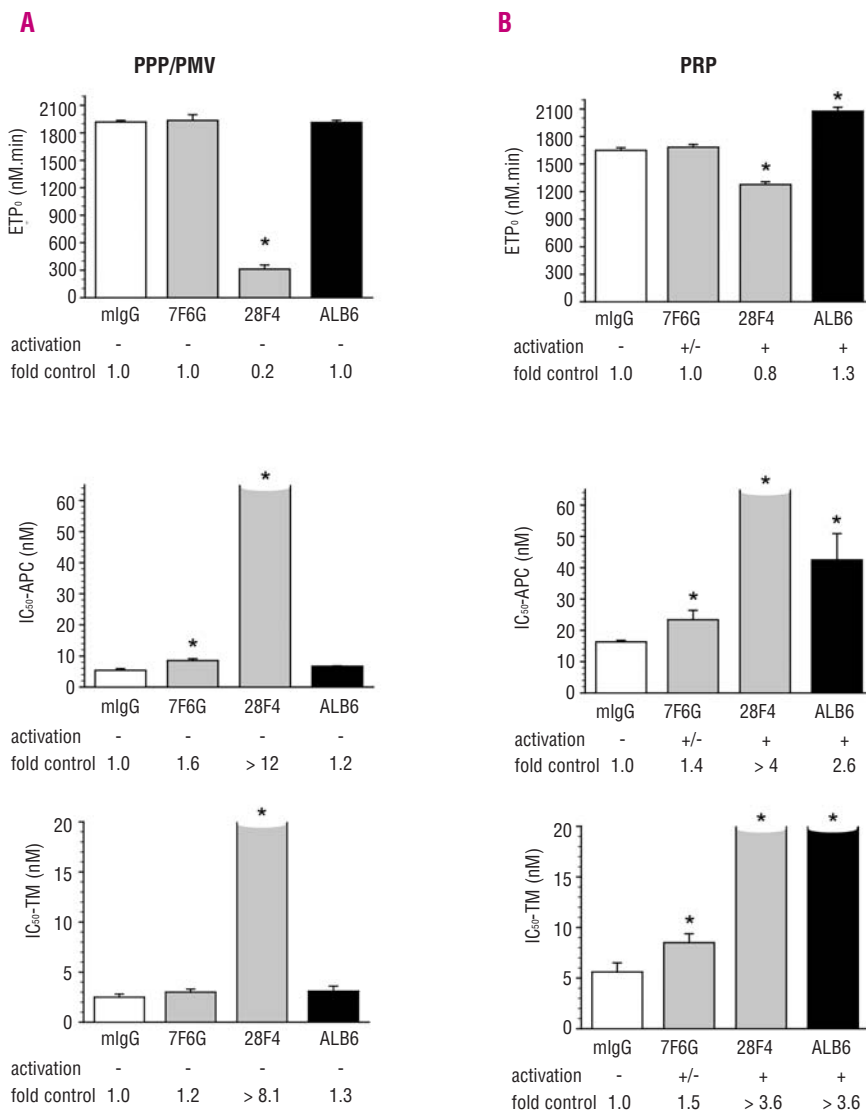 A
PPP/PMV
ETP₀ (nM.min)
2100
1800
1500
1200
900
600
300
0
*
mIgG 7F6G 28F4 ALB6
activation - - - -
fold control 1.0 1.0 0.2 1.0
IC₅₀-APC (nM)
60
50
40
30
20
10
0
* *
mIgG 7F6G 28F4 ALB6
activation - - - -
fold control 1.0 1.6 > 12 1.2
IC₅₀-TM (nM)
20
15
10
5
0
*
mIgG 7F6G 28F4 ALB6
activation - - - -
fold control 1.0 1.2 > 8.1 1.3
B
PRP
ETP₀ (nM.min)
2100
1800
1500
1200
900
600
300
0
* *
mIgG 7F6G 28F4 ALB6
activation - +/- + +
fold control 1.0 1.0 0.8 1.3
IC₅₀-APC (nM)
60
50
40
30
20
10
0
* * *
mIgG 7F6G 28F4 ALB6
activation - +/- + +
fold control 1.0 1.4 > 4 2.6
IC₅₀-TM (nM)
20
15
10
5
0
* * *
mIgG 7F6G 28F4 ALB6
activation - +/- + +
fold control 1.0 1.5 > 3.6 > 3.6